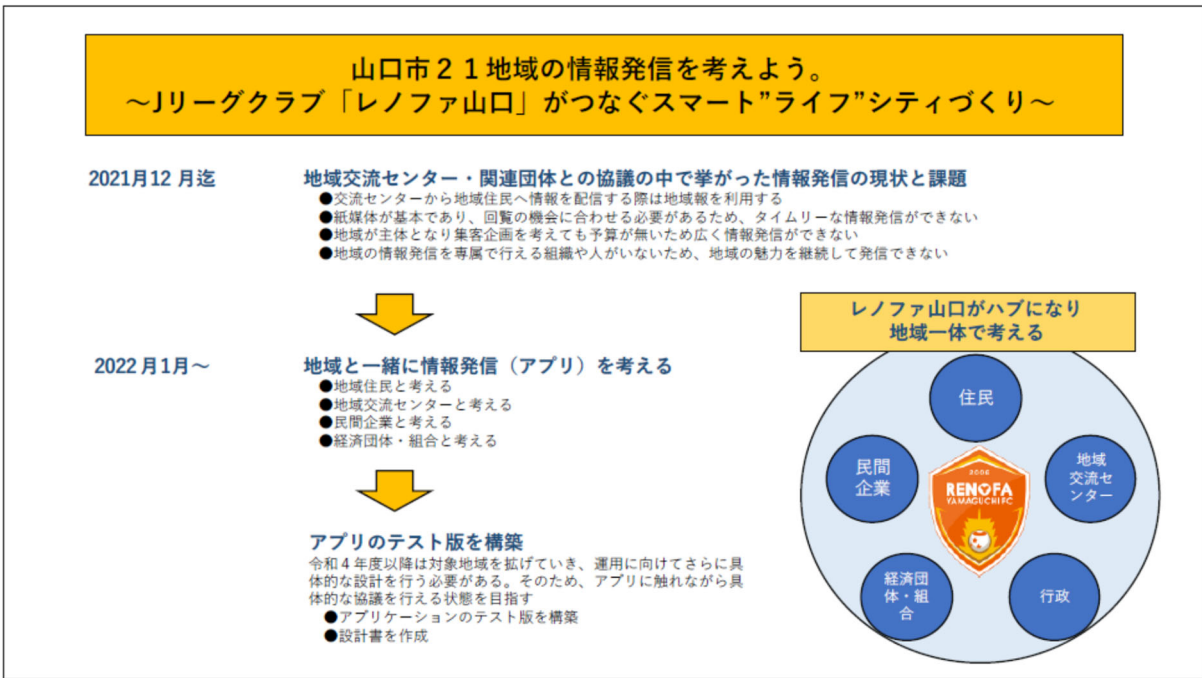 山口市２１地域の情報発信を考えよう。
～Jリーグクラブ「レノファ山口」がつなぐスマート”ライフ”シティづくり～
2021月12 月迄
地域交流センター・関連団体との協議の中で挙がった情報発信の現状と課題
●交流センターから地域住民へ情報を配信する際は地域報を利用する
●紙媒体が基本であり、回覧の機会に合わせる必要があるため、タイムリーな情報発信ができない
●地域が主体となり集客企画を考えても予算が無いため広く情報発信ができない
●地域の情報発信を専属で行える組織や人がいないため、地域の魅力を継続して発信できない
2022月1月～
地域と一緒に情報発信（アプリ）を考える
●地域住民と考える
●地域交流センターと考える
●民間企業と考える
●経済団体・組合と考える
アプリのテスト版を構築
令和４年度以降は対象地域を拡げていき、運用に向けてさらに具
体的な設計を行う必要がある。そのため、アプリに触れながら具
体的な協議を行える状態を目指す
●アプリケーションのテスト版を構築
●設計書を作成
レノファ山口がハブになり
地域一体で考える
住民
民間
企業
地域
交流セ
ンター
2006
RENOFA
YAMAGUCHI FC
経済団
体・組
合
行政